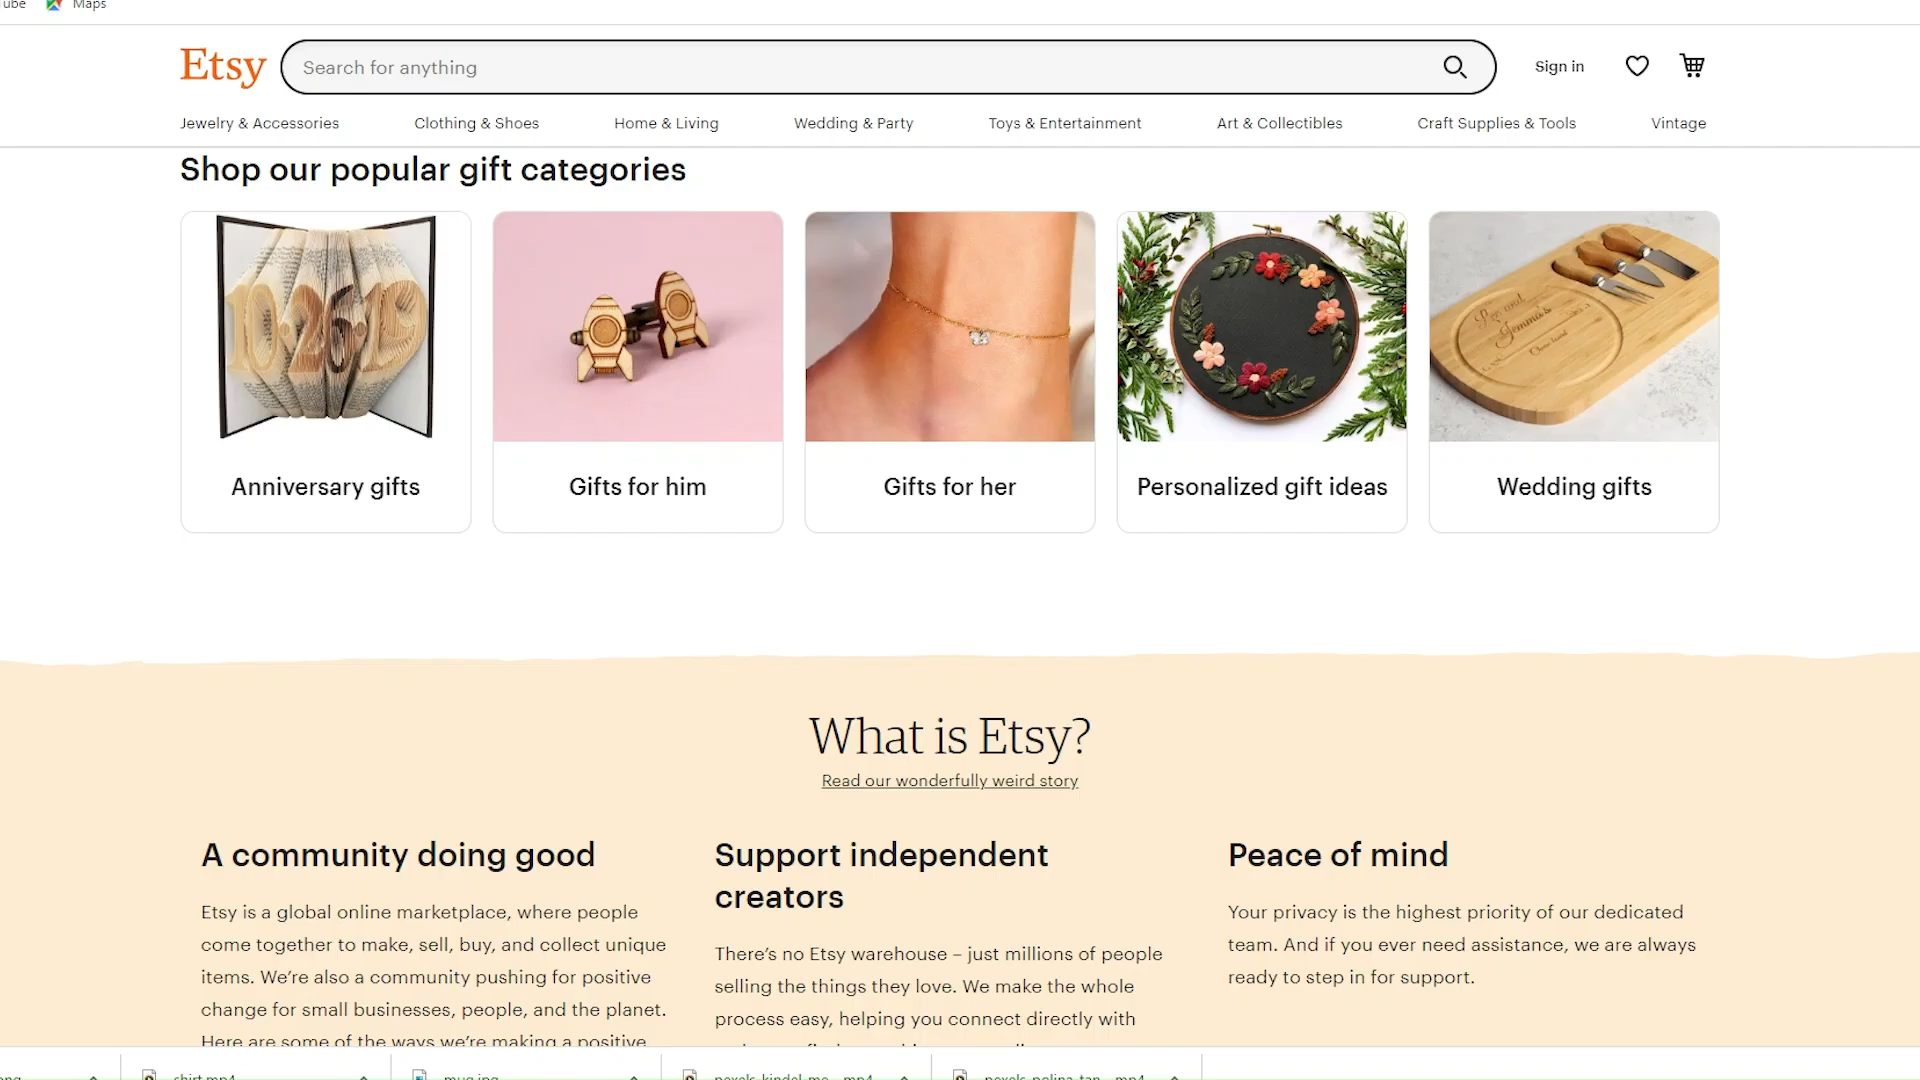 Tube Maps
Etsy Search for anything Sign in
Jewelry & Accessories Clothing & Shoes Home & Living Wedding & Party Toys & Entertainment Art & Collectibles Craft Supplies & Tools Vintage
Shop our popular gift categories
10 26 19
Anniversary gifts Gifts for him Gifts for her Personalized gift ideas Wedding gifts
What is Etsy?
Read our wonderfully weird story
A community doing good
Etsy is a global online marketplace, where people
come together to make, sell, buy, and collect unique
items. We’re also a community pushing for positive
change for small businesses, people, and the planet.
Here are some of the ways we’re making a positive
Support independent
creators
There’s no Etsy warehouse – just millions of people
selling the things they love. We make the whole
process easy, helping you connect directly with
Peace of mind
Your privacy is the highest priority of our dedicated
team. And if you ever need assistance, we are always
ready to step in for support.
shirt.mp4 mug.jpg pexels-kindel-me....mp4 pexels-polina-tan....mp4